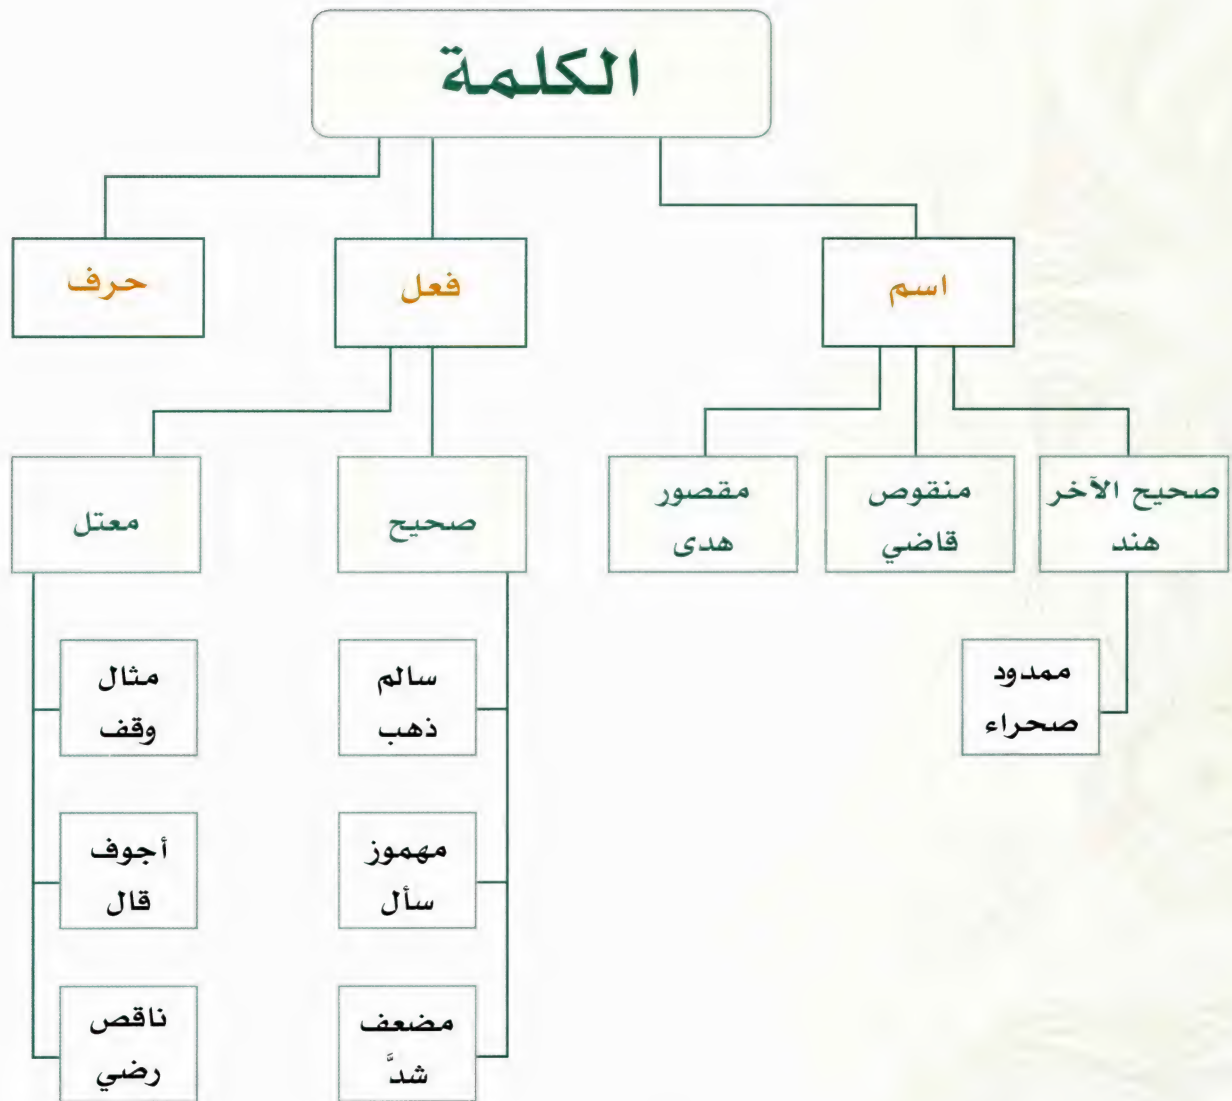 الكلمة
اسم
فعل
حرف
صحيح الآخر
هند
منقوص
قاضي
مقصور
هدى
صحيح
معتل
ممدود
صحراء
سالم
ذهب
مثال
وقف
مهموز
سأل
أجوف
قال
مضعف
شدَّ
ناقص
رضي